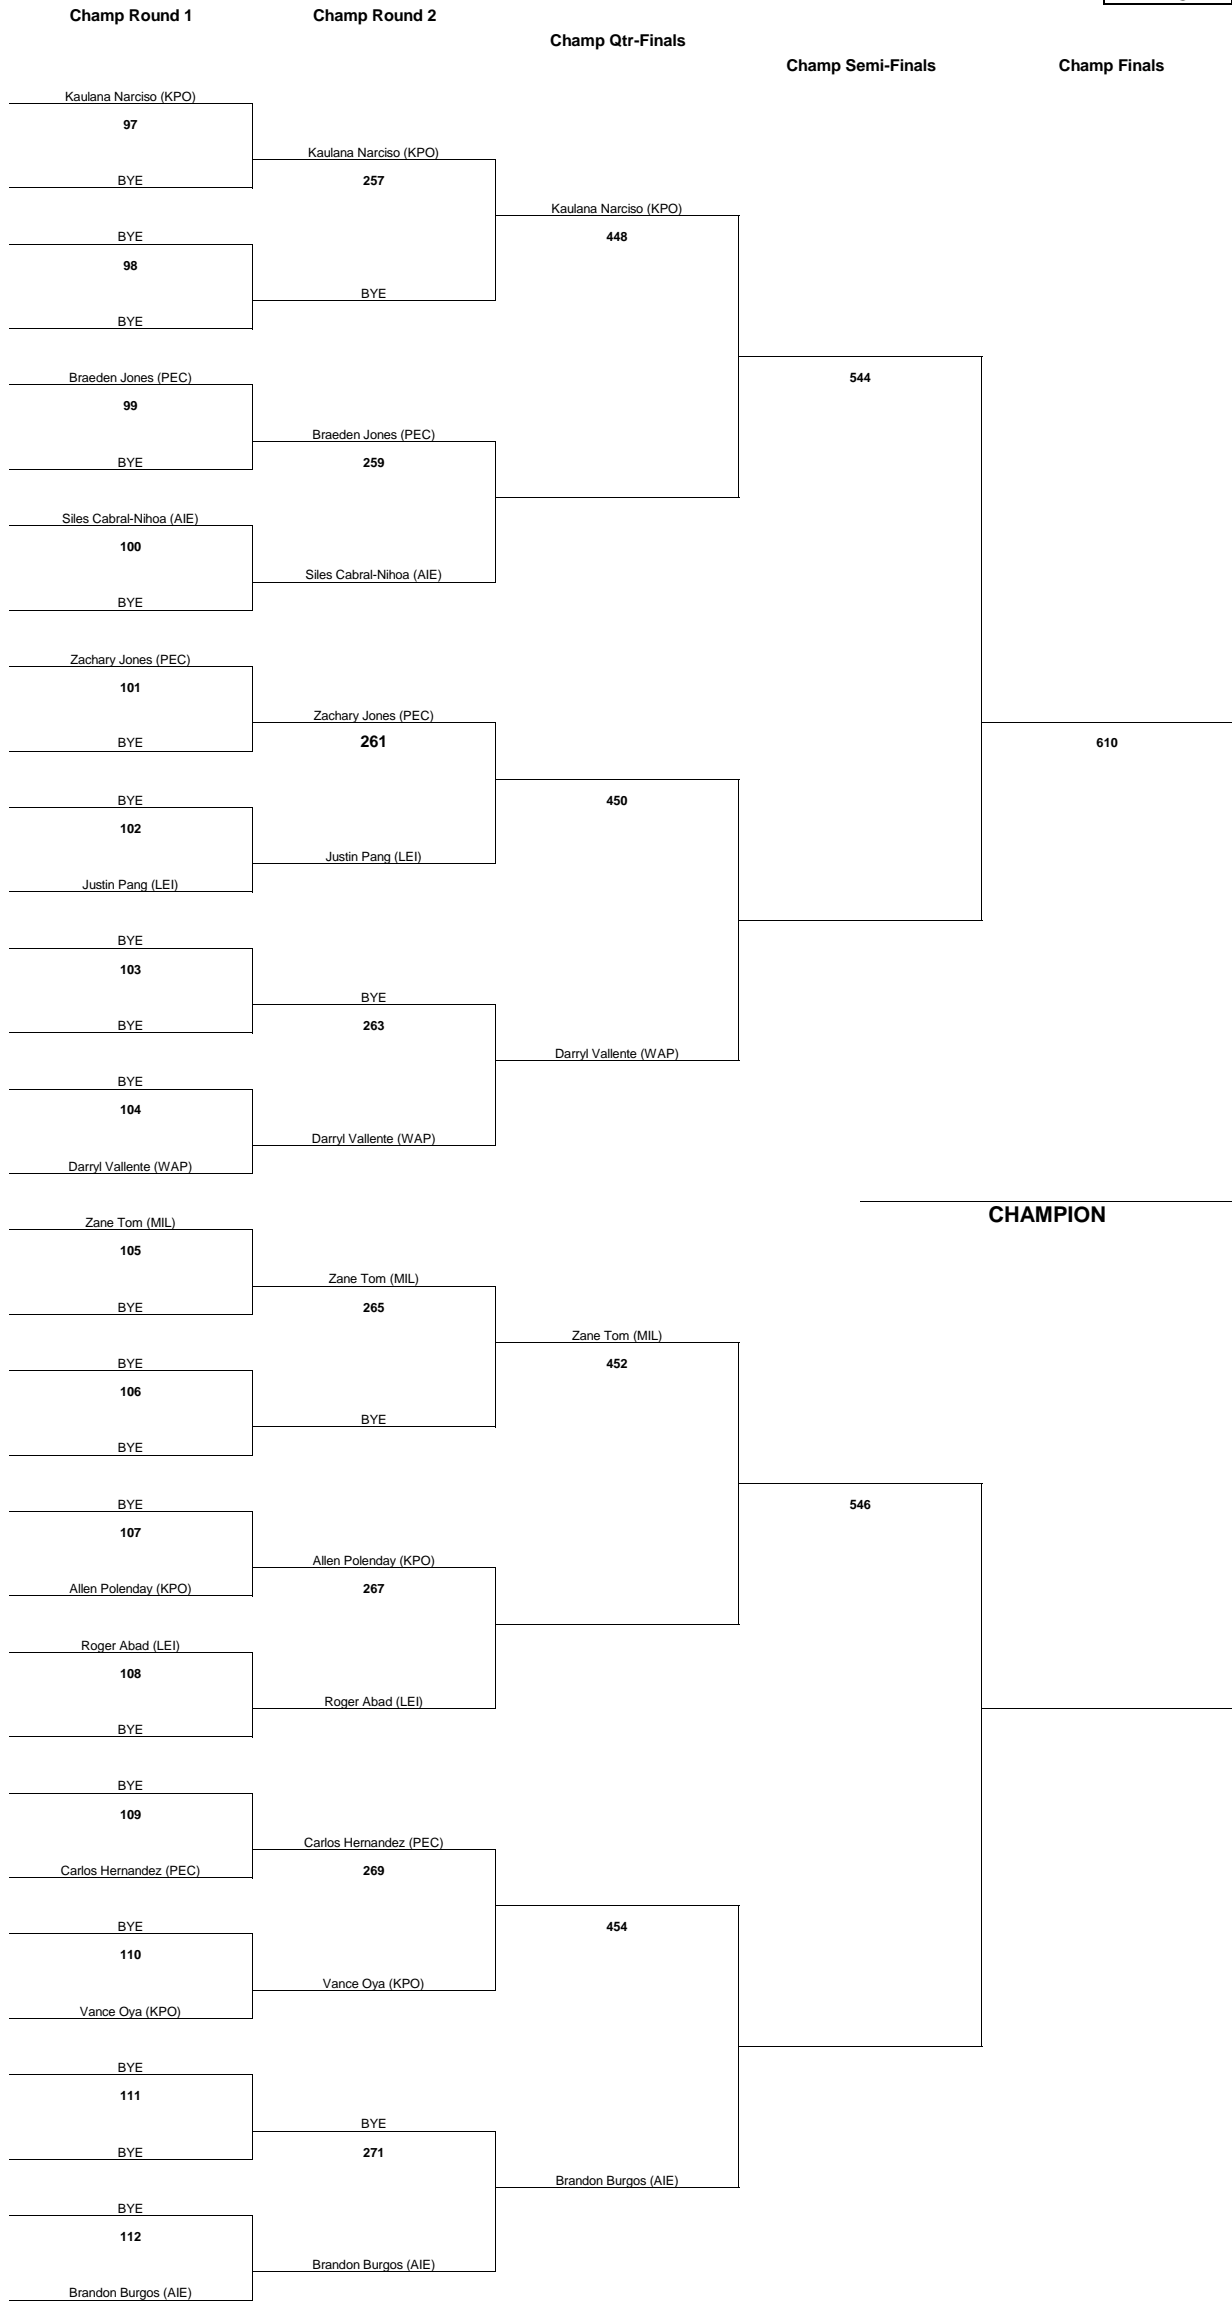 Champ Round 1
Champ Round 2
Champ Qtr-Finals
Champ Semi-Finals
Champ Finals
Kaulana Narciso (KPO)
97
BYE
BYE
98
BYE
Braeden Jones (PEC)
99
BYE
Siles Cabral-Nihoa (AIE)
100
BYE
Zachary Jones (PEC)
101
BYE
BYE
102
Justin Pang (LEI)
BYE
103
BYE
BYE
104
Darryl Vallente (WAP)
Zane Tom (MIL)
105
BYE
BYE
106
BYE
BYE
107
Allen Polenday (KPO)
Roger Abad (LEI)
108
BYE
BYE
109
Carlos Hernandez (PEC)
BYE
110
Vance Oya (KPO)
BYE
111
BYE
BYE
112
Brandon Burgos (AIE)
Kaulana Narciso (KPO)
257
BYE
Braeden Jones (PEC)
259
Siles Cabral-Nihoa (AIE)
Zachary Jones (PEC)
261
Justin Pang (LEI)
BYE
263
Darryl Vallente (WAP)
Zane Tom (MIL)
265
BYE
Allen Polenday (KPO)
267
Roger Abad (LEI)
Carlos Hernandez (PEC)
269
Vance Oya (KPO)
BYE
271
Brandon Burgos (AIE)
Kaulana Narciso (KPO)
448
450
Darryl Vallente (WAP)
Zane Tom (MIL)
452
454
Brandon Burgos (AIE)
544
546
610
CHAMPION